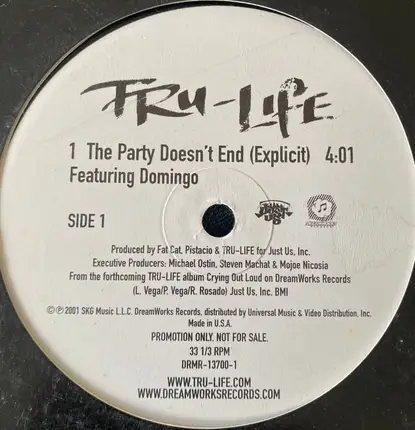 TRU-LIFE
1 The Party Doesn't End (Explicit) 4:01
Featuring Domingo
SIDE 1
JUST US
Produced by Fat Cat, Pistacio & TRU-LIFE for Just Us, Inc.
Executive Producers: Michael Ostin, Steven Machat & Mojoe Nicosia
From the forthcoming TRU-LIFE album Crying Out Loud on DreamWorks Records
(L. Vega/P. Vega/R. Rosado) Just Us, Inc. BMI
©℗ 2001 SKG Music L.L.C. DreamWorks Records, distributed by Universal Music & Video Distribution, Inc.
Made in U.S.A.
PROMOTION ONLY. NOT FOR SALE.
33 1/3 RPM
DRMR-13700-1
WWW.TRU-LIFE.COM
WWW.DREAMWORKSRECORDS.COM